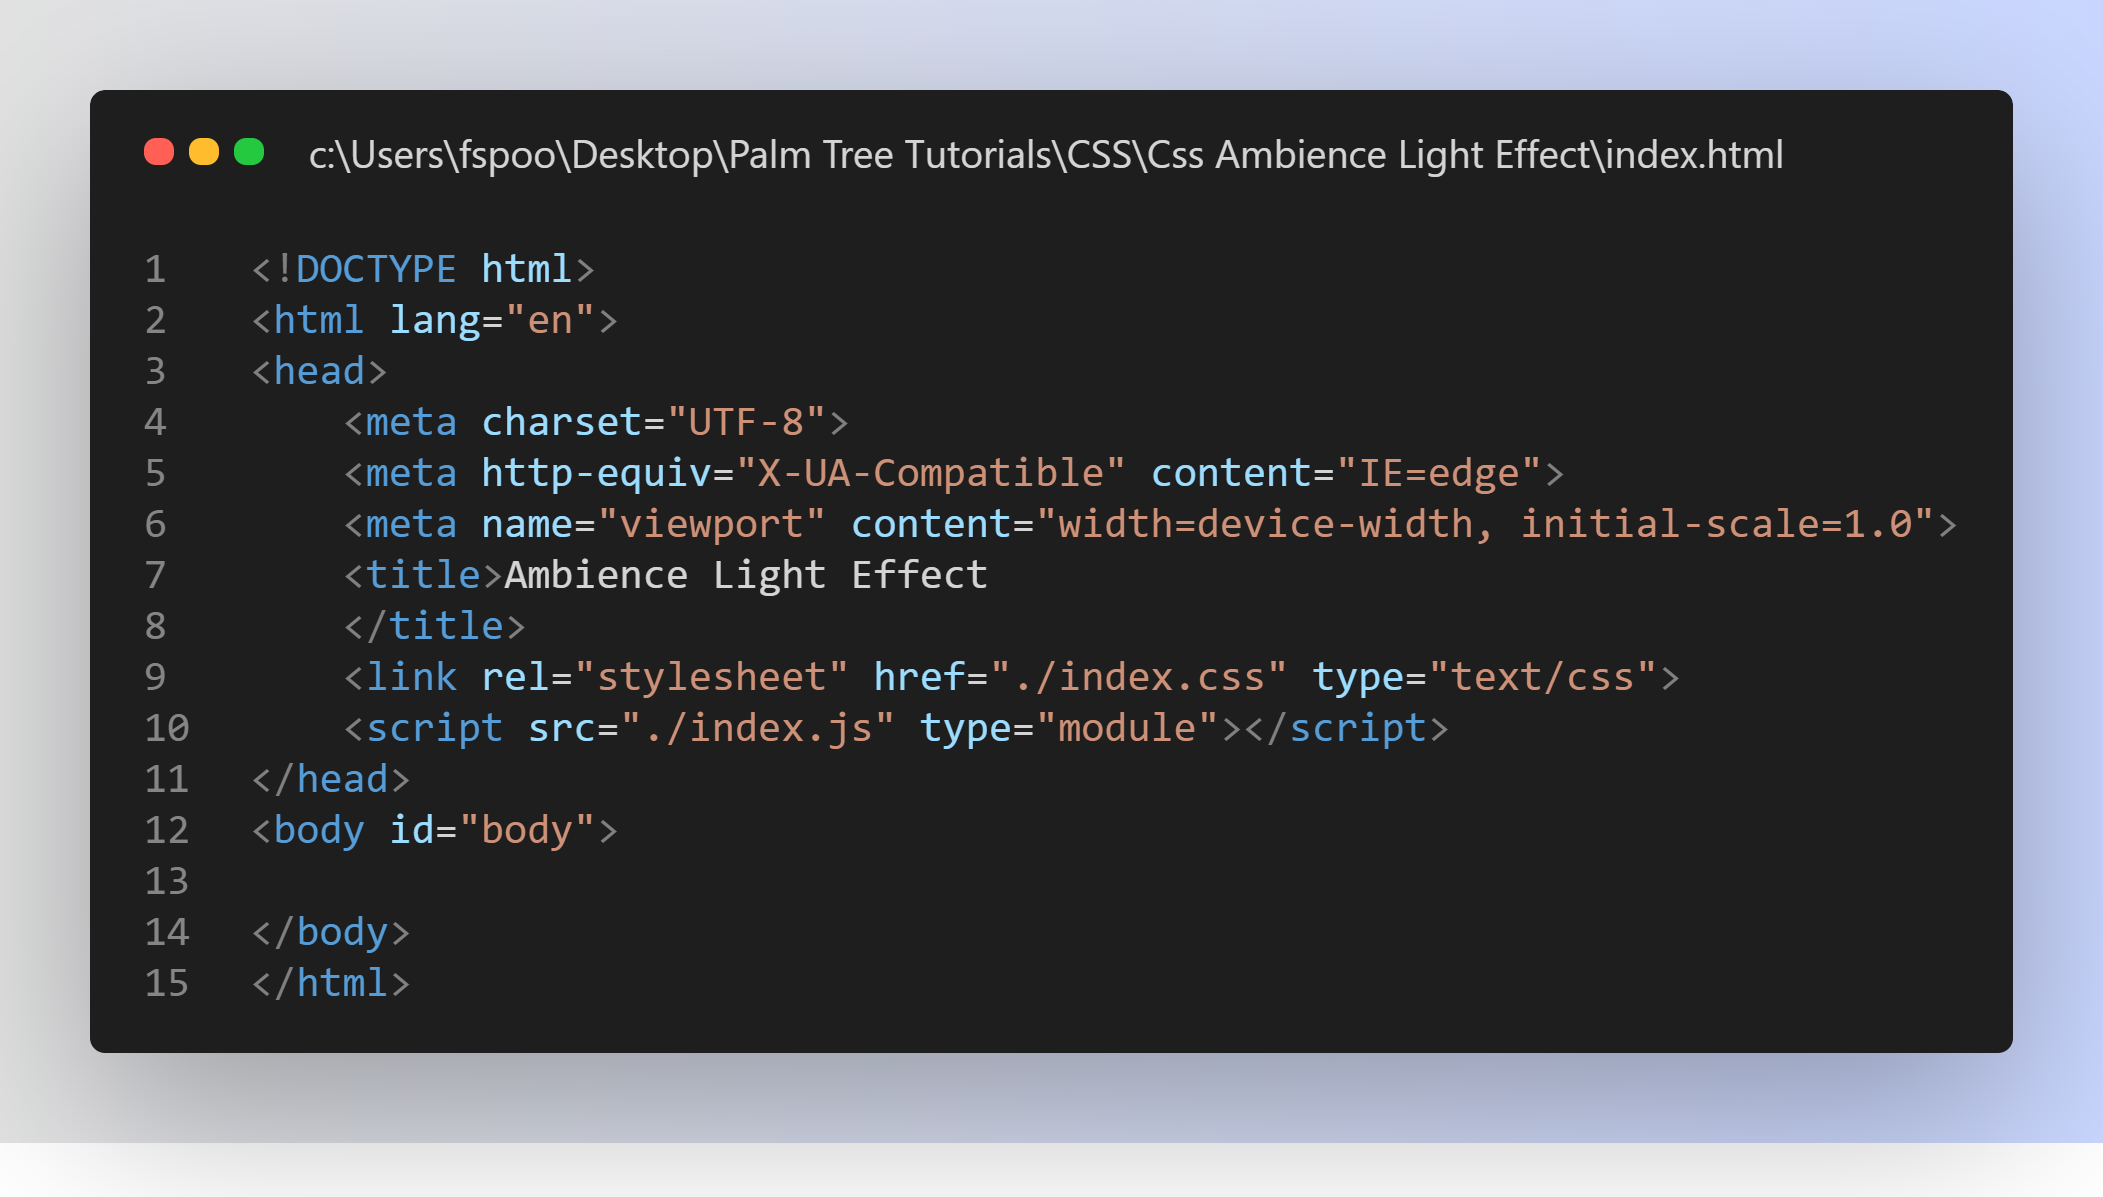 c:\Users\fspoo\Desktop\Palm Tree Tutorials\CSS\Css Ambience Light Effect\index.html
1 <!DOCTYPE html>
2 <html lang="en">
3 <head>
4     <meta charset="UTF-8">
5     <meta http-equiv="X-UA-Compatible" content="IE=edge">
6     <meta name="viewport" content="width=device-width, initial-scale=1.0">
7     <title>Ambience Light Effect
8     </title>
9     <link rel="stylesheet" href="./index.css" type="text/css">
10     <script src="./index.js" type="module"></script>
11 </head>
12 <body id="body">
13
14 </body>
15 </html>